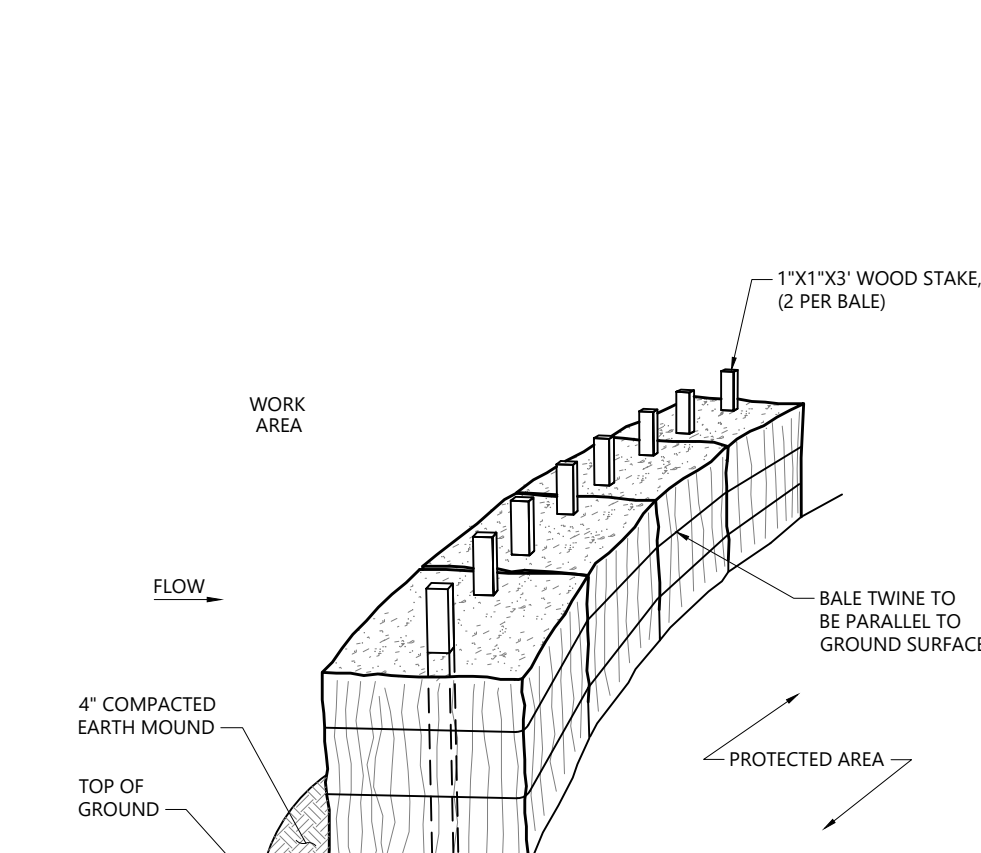 1"X1"X3' WOOD STAKE,
(2 PER BALE)
WORK
AREA
FLOW
BALE TWINE TO
BE PARALLEL TO
GROUND SURFACE
4" COMPACTED
EARTH MOUND
PROTECTED AREA
TOP OF
GROUND